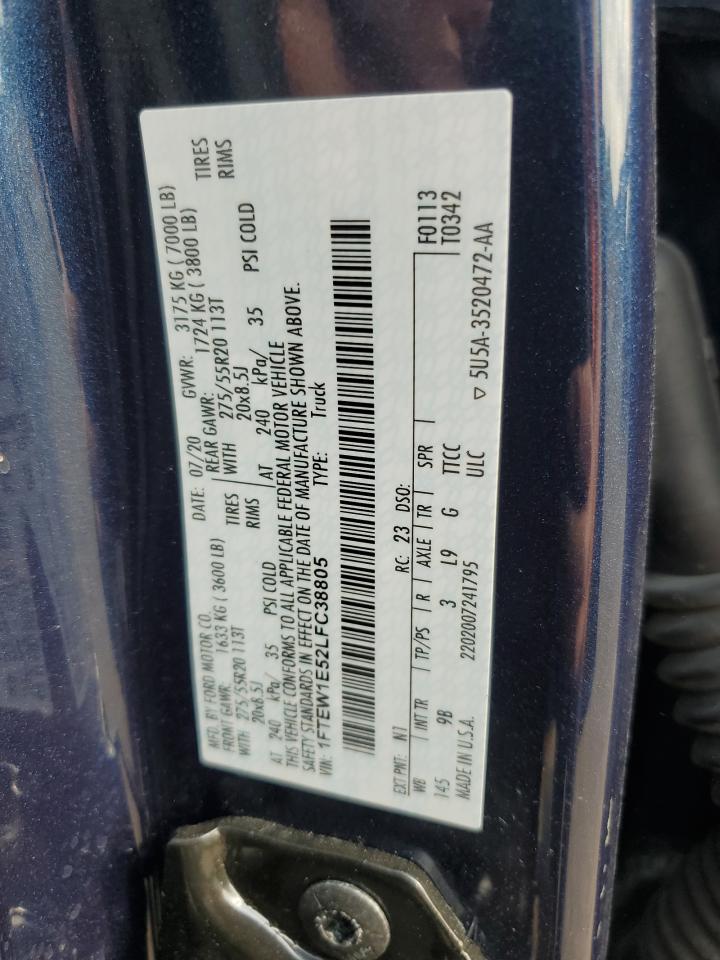 MFD. BY FORD MOTOR CO.
DATE: 07/20 GVWR: 3175 KG ( 7000 LB)
FRONT GAWR: 1633 KG ( 3600 LB) REAR GAWR: 1724 KG ( 3800 LB)
WITH 275/55R20 113T TIRES WITH 275/55R20 113T TIRES
20x8.5J RIMS 20x8.5J RIMS
AT 240 kPa/ 35 PSI COLD AT 240 kPa/ 35 PSI COLD
THIS VEHICLE CONFORMS TO ALL APPLICABLE FEDERAL MOTOR VEHICLE
SAFETY STANDARDS IN EFFECT ON THE DATE OF MANUFACTURE SHOWN ABOVE.
VIN: 1FTEW1E52LFC38805 TYPE: Truck
EXT PNT: N1 RC: 23 DSO: F0113
WB INT TR TP/PS R AXLE TR SPR T0342
145 9B 3 L9 G TTCC
MADE IN U.S.A. 2202007241795 ULC ▽ 5U5A-3520472-AA